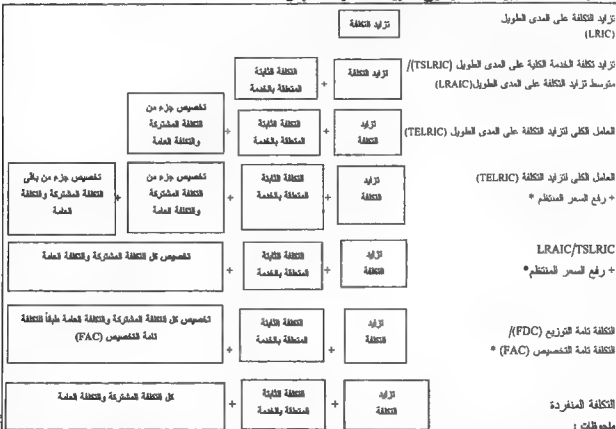 تزايد التكلفة على المدى الطويل
(LRIC)
تزايد التكلفة
تزايد تكلفة الخدمة الكلية على المدى الطويل (TSLRIC)/
متوسط تزايد التكلفة على المدى الطويل(LRAIC)
تزايد التكلفة
+
التكلفة الثابتة
المتعلقة بالخدمة
العامل الكلى لتزايد التكلفة على المدى الطويل (TELRIC)
تزايد
التكلفة
+
التكلفة الثابتة
المتعلقة بالخدمة
+
تخصيص جزء من
التكلفة المشتركة
والتكلفة العامة
العامل الكلى لتزايد التكلفة (TELRIC)
+ رفع السعر المنتظم *
تزايد
التكلفة
+
التكلفة الثابتة
المتعلقة بالخدمة
+
تخصيص جزء من
التكلفة المشتركة
والتكلفة العامة
+
تخصيص جزء من باقى
التكلفة المشتركة والتكلفة
العامة
LRAIC/TSLRIC
+ رفع السعر المنتظم*
تزايد
التكلفة
+
التكلفة الثابتة
المتعلقة بالخدمة
+
تخصيص كل التكلفة المشتركة والتكلفة العامة
التكلفة تامة التوزيع (FDC)/
التكلفة تامة التخصيص (FAC) *
تزايد
التكلفة
+
التكلفة الثابتة
المتعلقة بالخدمة
+
تخصيص كل التكلفة المشتركة والتكلفة العامة طبقاً للتكلفة
تامة التخصيص (FAC)
التكلفة المنفردة
تزايد
التكلفة
+
التكلفة الثابتة
المتعلقة بالخدمة
+
كل التكلفة المشتركة والتكلفة العامة
ملحوظات :